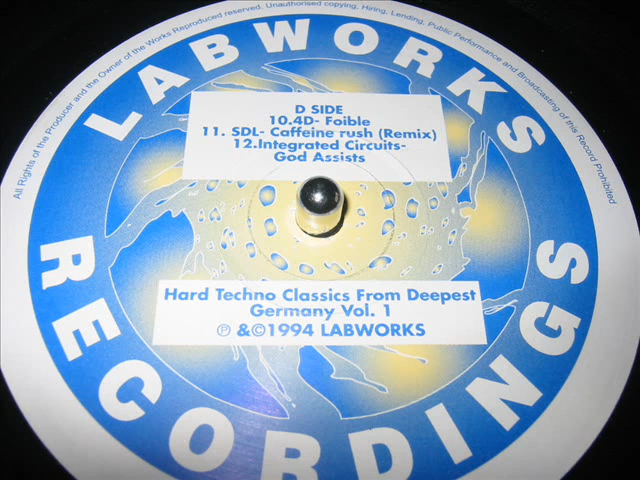 All Rights of the Producer and the Owner of the Works Reproduced reserved. Unauthorised copying, Hiring, Lending, Public Performance and Broadcasting of this Record Prohibited
LABWORKS
D SIDE
10.4D- Foible
11. SDL- Caffeine rush (Remix)
12.Integrated Circuits-
God Assists
Hard Techno Classics From Deepest
Germany Vol. 1
℗ &©1994 LABWORKS
RECORDINGS